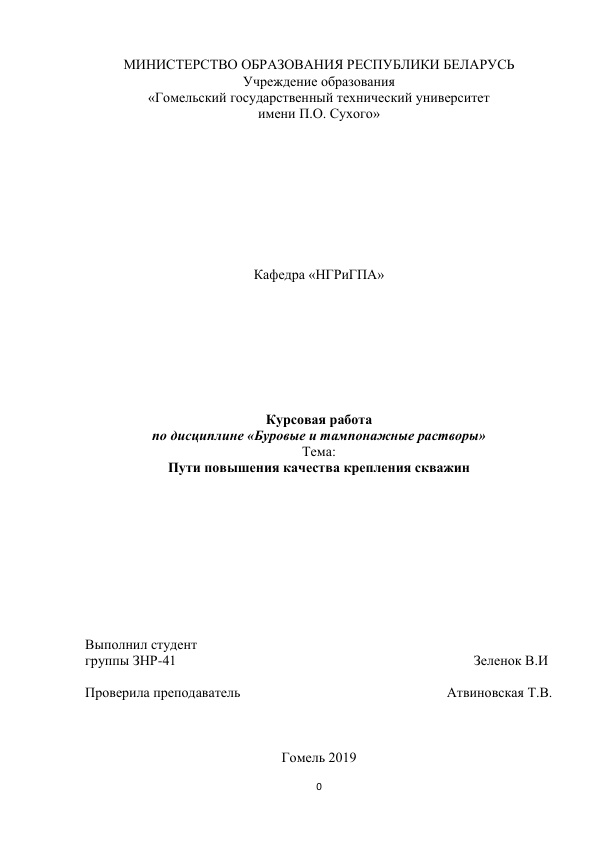 МИНИСТЕРСТВО ОБРАЗОВАНИЯ РЕСПУБЛИКИ БЕЛАРУСЬ
Учреждение образования
«Гомельский государственный технический университет
имени П.О. Сухого»
Кафедра «НГРиГПА»
Курсовая работа
по дисциплине «Буровые и тампонажные растворы»
Тема:
Пути повышения качества крепления скважин
Выполнил студент
группы ЗНР-41 Зеленок В.И
Проверила преподаватель Атвиновская Т.В.
Гомель 2019
0